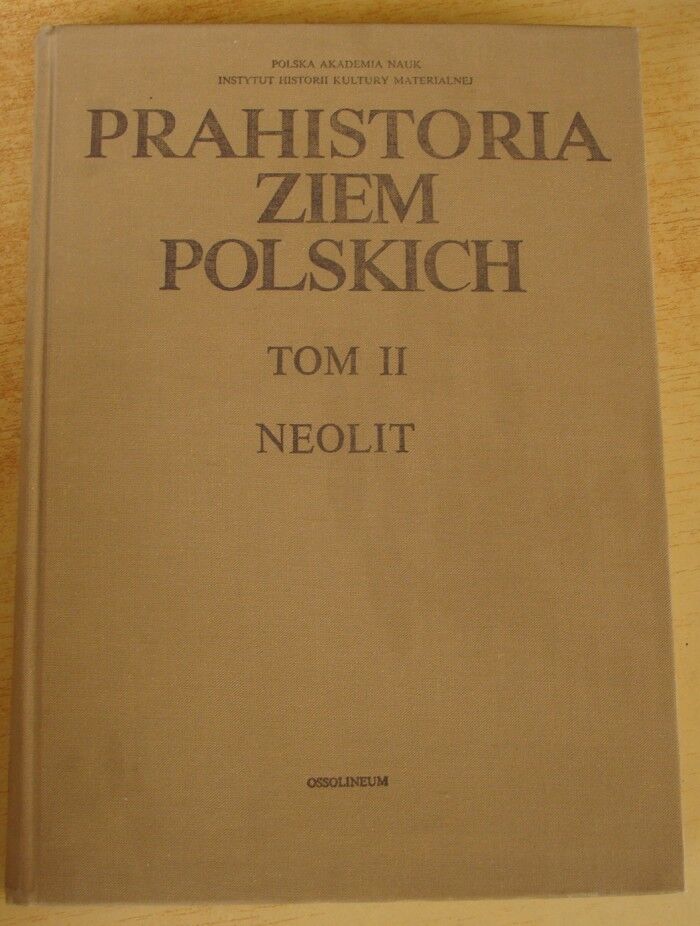 POLSKA AKADEMIA NAUK
INSTYTUT HISTORII KULTURY MATERIALNEJ
PRAHISTORIA
ZIEM
POLSKICH
TOM II
NEOLIT
OSSOLINEUM